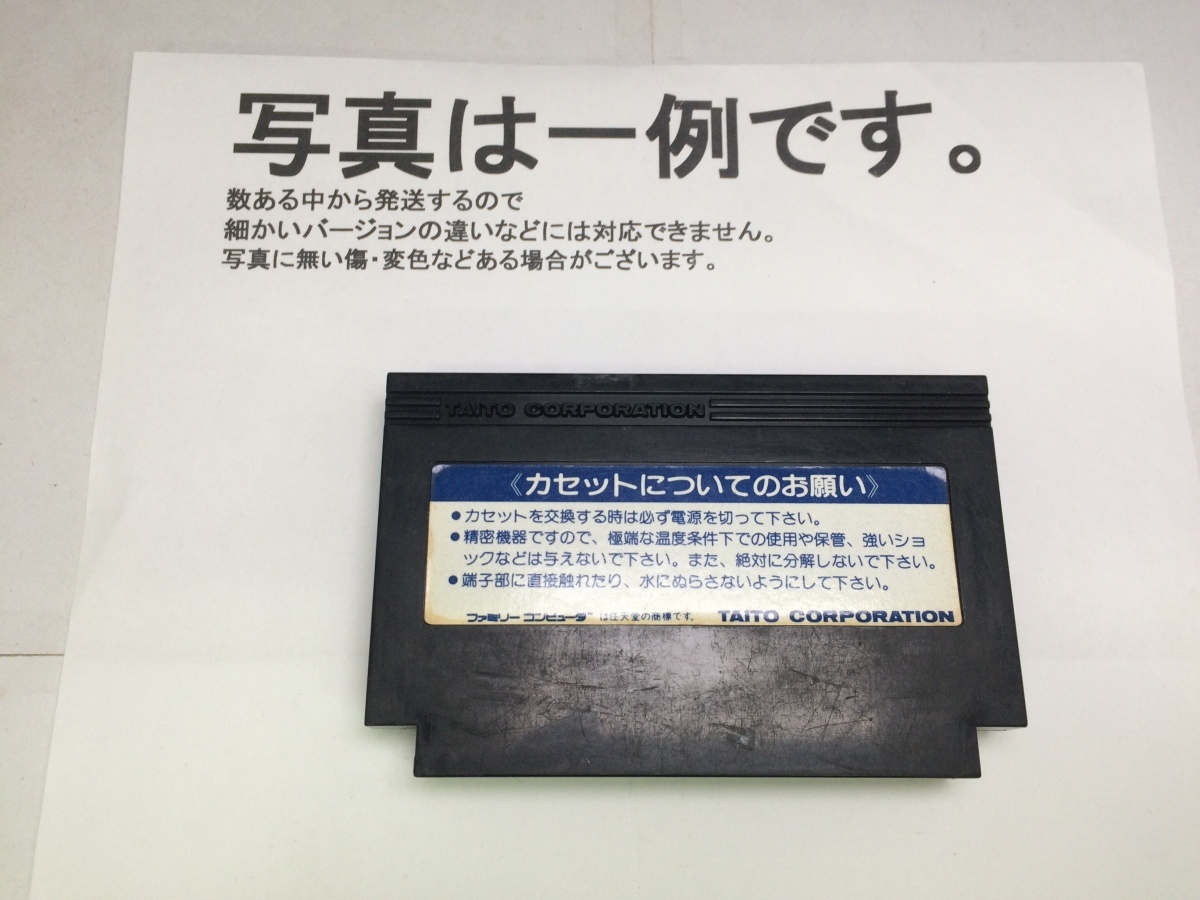 写真は一例です。
数ある中から発送するので
細かいバージョンの違いなどには対応できません。
写真に無い傷・変色などある場合がございます。
TAITO CORPORATION
《カセットについてのお願い》
●カセットを交換する時は必ず電源を切って下さい。
●精密機器ですので、極端な温度条件下での使用や保管、強いショ
ックなどは与えないで下さい。また、絶対に分解しないで下さい。
●端子部に直接触れたり、水にぬらさないようにして下さい。
ファミリーコンピュータ™は任天堂の商標です。 TAITO CORPORATION